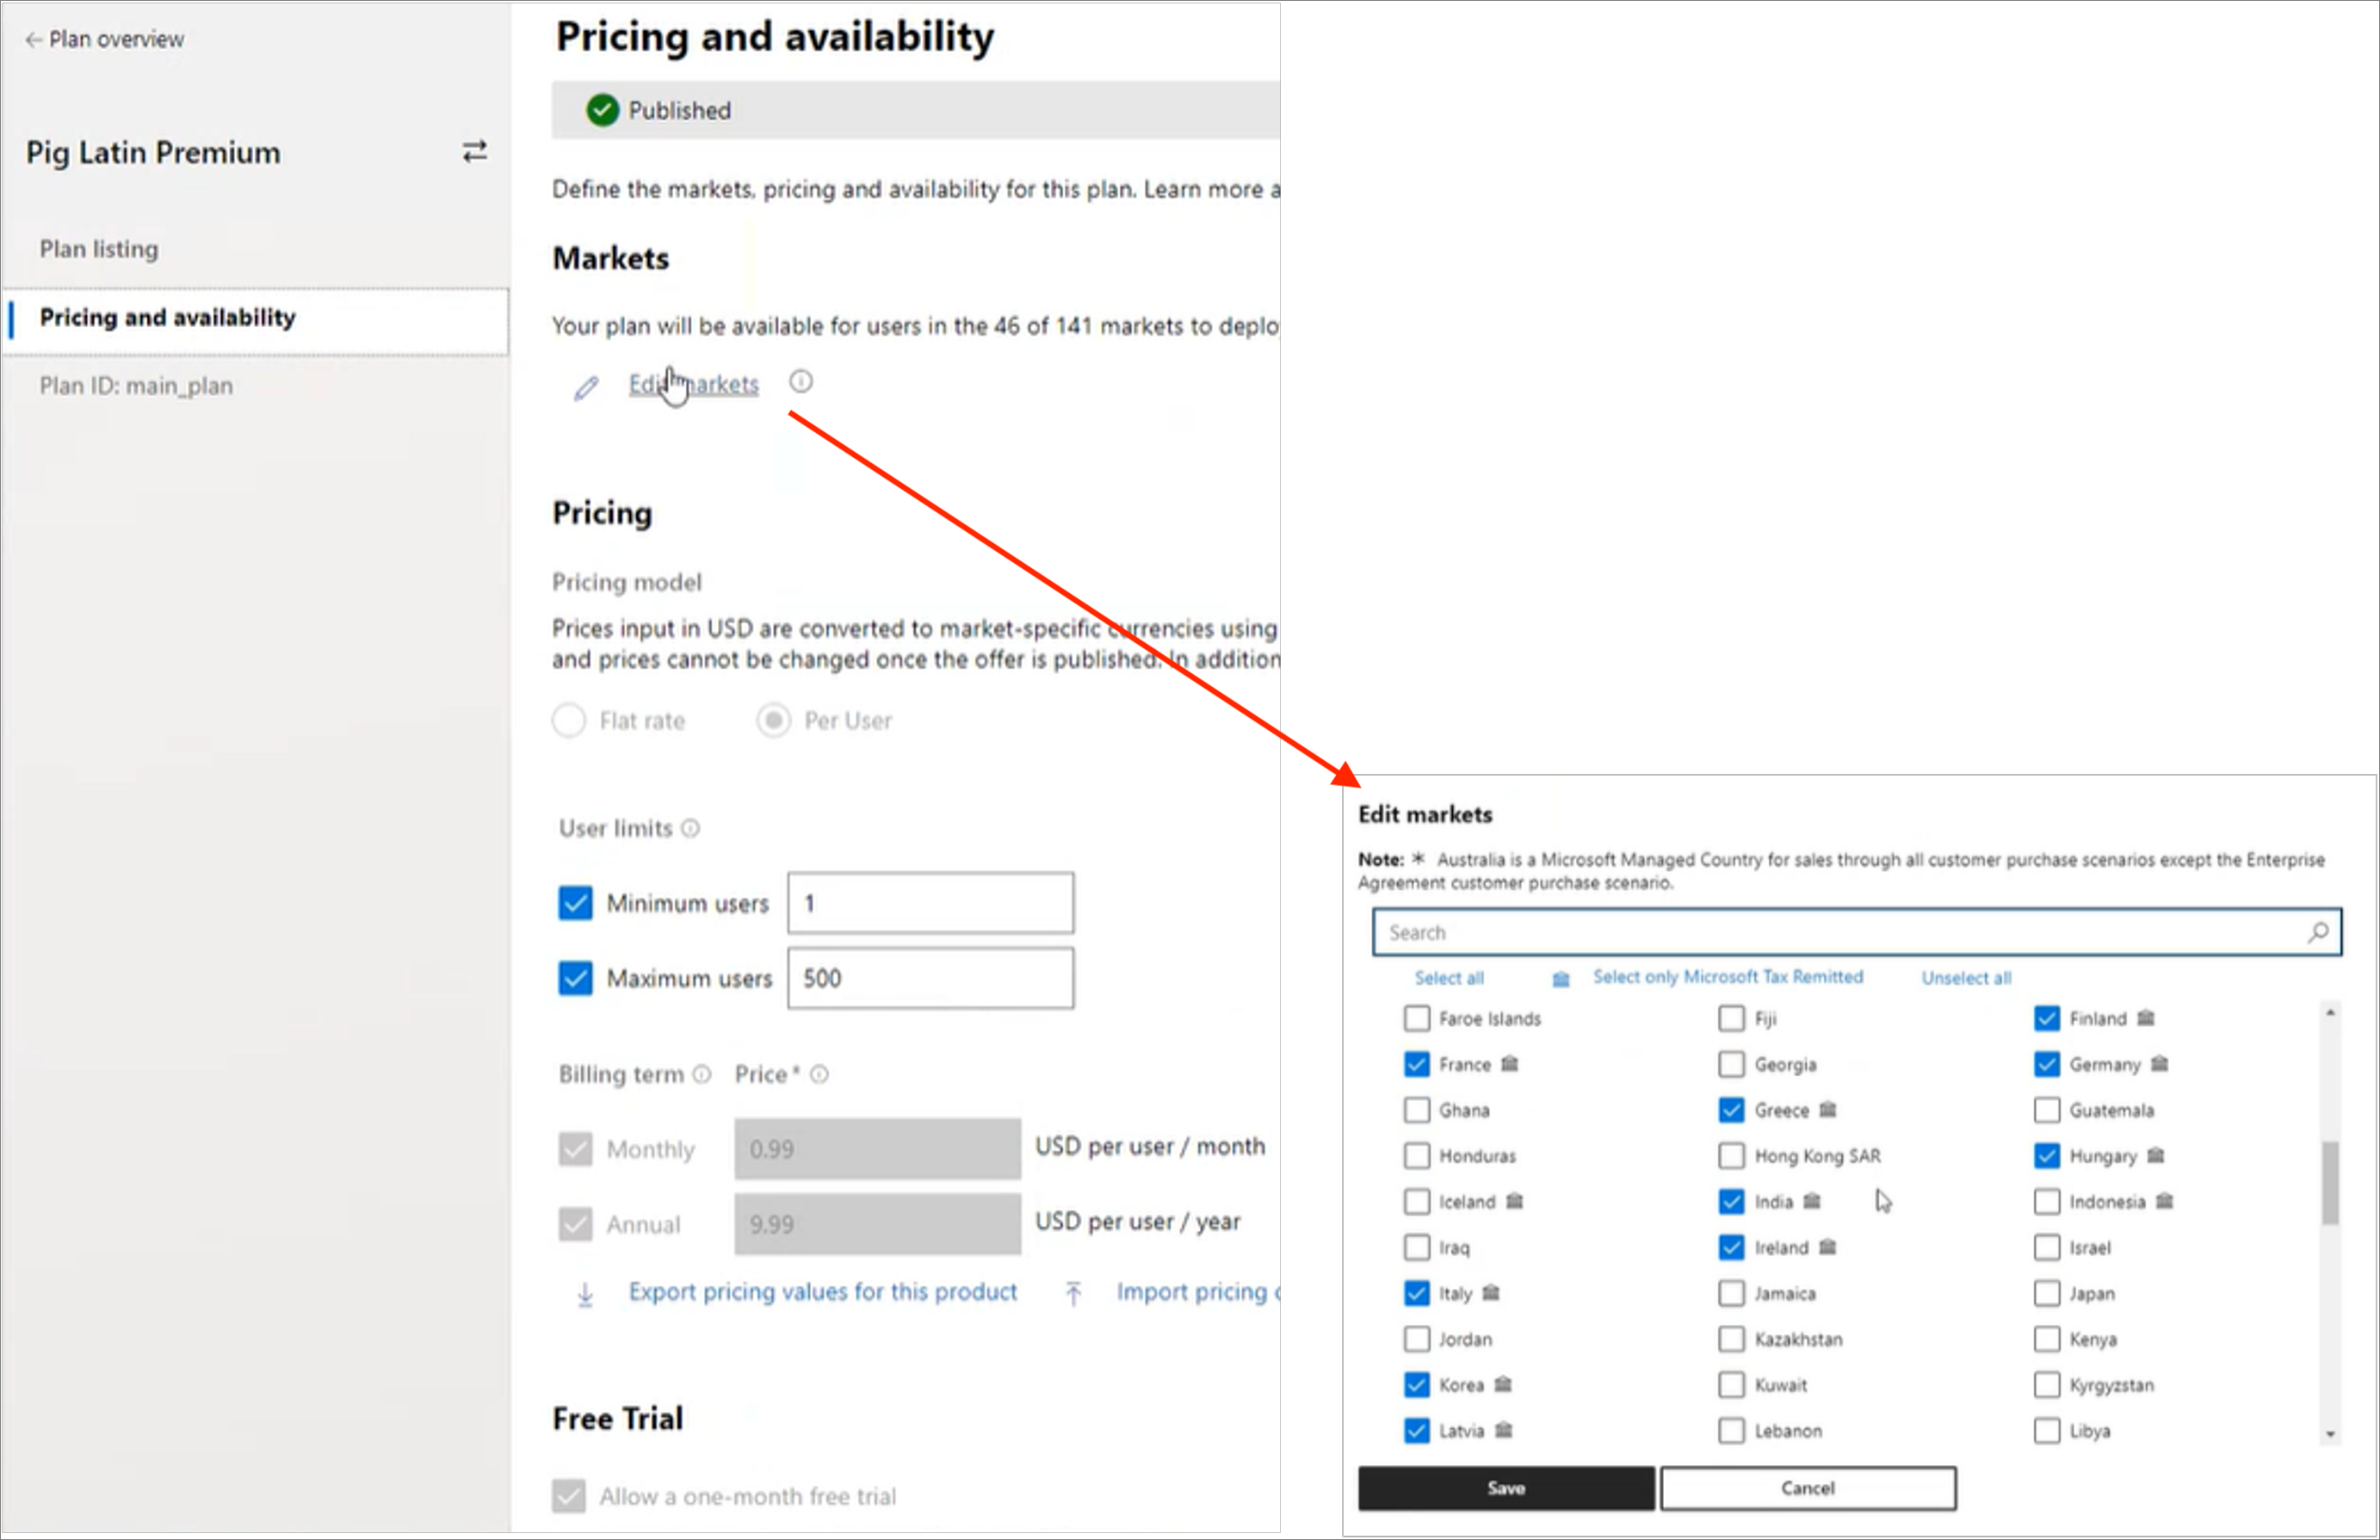 Plan overview
Pig Latin Premium
Plan listing
Pricing and availability
Plan ID: main_plan
Pricing and availability
Published
Define the markets, pricing and availability for this plan. Learn more a
Markets
Your plan will be available for users in the 46 of 141 markets to deplo
Edit markets
Pricing
Pricing model
Prices input in USD are converted to market-specific currencies using
and prices cannot be changed once the offer is published. In addition
Flat rate Per User
User limits
Minimum users 1
Maximum users 500
Billing term Price *
Monthly 0.99 USD per user / month
Annual 9.99 USD per user / year
Export pricing values for this product Import pricing
Free Trial
Allow a one-month free trial
Edit markets
Note: * Australia is a Microsoft Managed Country for sales through all customer purchase scenarios except the Enterprise
Agreement customer purchase scenario.
Search
Select all Select only Microsoft Tax Remitted Unselect all
Faroe Islands Fiji Finland
France Georgia Germany
Ghana Greece Guatemala
Honduras Hong Kong SAR Hungary
Iceland India Indonesia
Iraq Ireland Israel
Italy Jamaica Japan
Jordan Kazakhstan Kenya
Korea Kuwait Kyrgyzstan
Latvia Lebanon Libya
Save Cancel